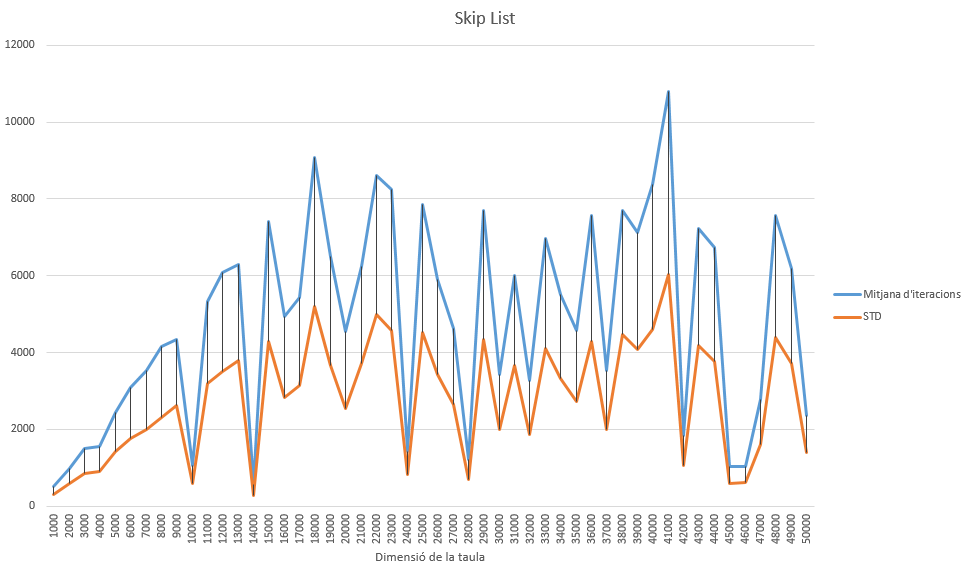 Skip List
12000
10000
8000
6000
4000
2000
0
1000 2000 3000 4000 5000 6000 7000 8000 9000 10000 11000 12000 13000 14000 15000 16000 17000 18000 19000 20000 21000 22000 23000 24000 25000 26000 27000 28000 29000 30000 31000 32000 33000 34000 35000 36000 37000 38000 39000 40000 41000 42000 43000 44000 45000 46000 47000 48000 49000 50000
Dimensió de la taula
Mitjana d'iteracions
STD